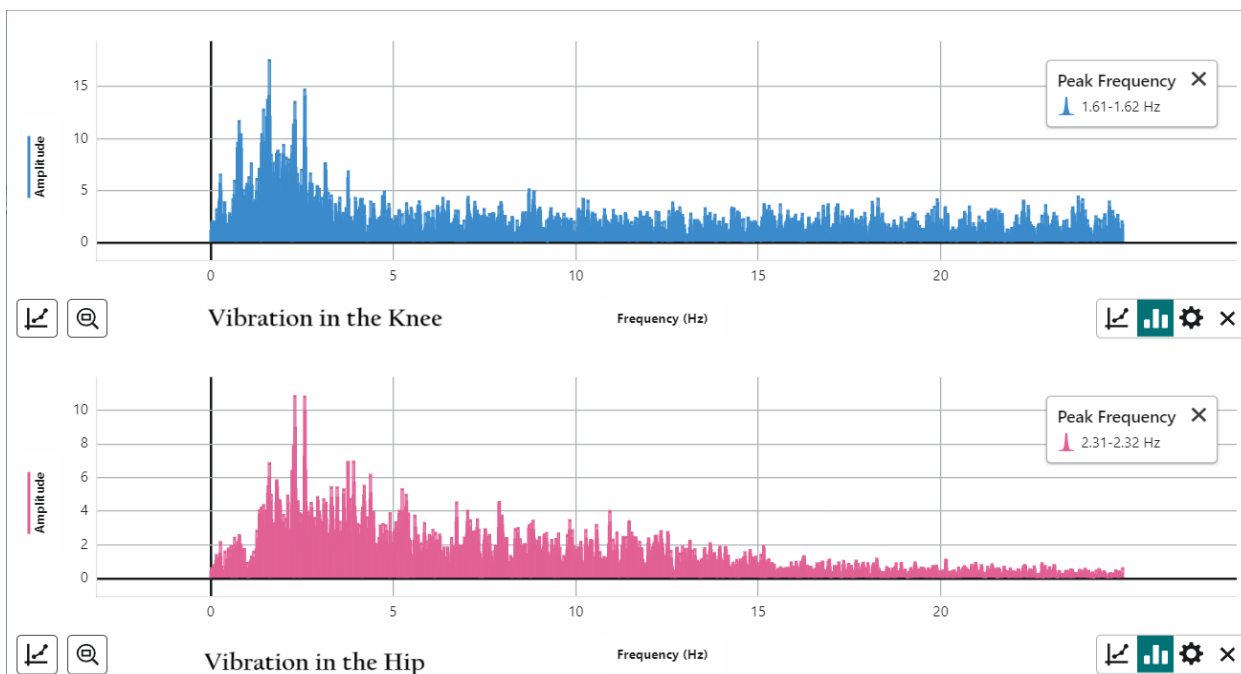 15
10
5
0
Amplitude
Peak Frequency
1.61-1.62 Hz
0 5 10 15 20
Vibration in the Knee
Frequency (Hz)
10
8
6
4
2
0
Amplitude
Peak Frequency
2.31-2.32 Hz
0 5 10 15 20
Vibration in the Hip
Frequency (Hz)